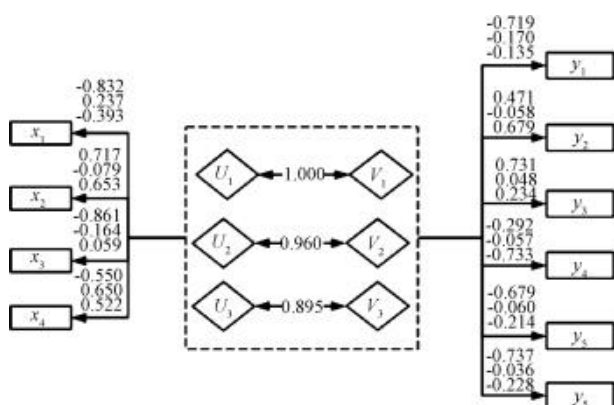 -0.832
0.237
-0.393
x₁
0.717
-0.079
0.653
x₂
-0.861
-0.164
0.059
x₃
-0.550
0.650
0.522
x₄
U₁ 1.000 V₁
U₂ 0.960 V₂
U₃ 0.895 V₃
-0.719
-0.170
-0.135
y₁
0.471
-0.058
0.679
y₂
0.731
0.048
0.234
y₃
-0.292
-0.057
-0.733
y₄
-0.679
-0.060
-0.214
y₅
-0.737
-0.036
-0.228